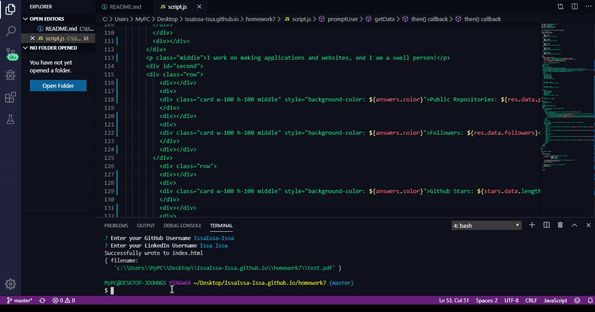 EXPLORER
OPEN EDITORS
README.md C:\U...
script.js C:\U... M
NO FOLDER OPENED
You have not yet
opened a folder.
Open Folder
README.md
script.js
C: > Users > MyPC > Desktop > IsaIssa-Issa.github.io > homework7 > script.js > promptUser > getData > then() callback > then() callback
109 </div>
110 </div>
111 <div></div>
112 </div>
113 <p class="middle">I work on making applications and websites, and I am a swell person!</p>
114 <div id="second">
115 <div class="row">
116 <div></div>
117 <div>
118 <div class="card w-100 h-100 middle" style="background-color: ${answers.color}">Public Repositories: ${res.data.p
119 </div>
120 <div></div>
121 <div>
122 <div class="card w-100 h-100 middle" style="background-color: ${answers.color}">Followers: ${res.data.followers}<
123 </div>
124 <div></div>
125 </div>
126 <div class="row">
127 <div></div>
128 <div>
129 <div class="card w-100 h-100 middle" style="background-color: ${answers.color}">Github Stars: ${stars.data.length
130 </div>
131 <div></div>
132 <div>
PROBLEMS OUTPUT DEBUG CONSOLE TERMINAL 4: bash
? Enter your GitHub Username IssaIssa-Issa
? Enter your LinkedIn Username Issa Issa
Successfully wrote to index.html
{ filename:
'c:\\Users\\MyPC\\Desktop\\IssaIssa-Issa.github.io\\homework7\\test.pdf' }
MyPC@DESKTOP-3DOHNGS MINGW64 ~/Desktop/IssaIssa-Issa.github.io/homework7 (master)
$
master* 0 0 Ln 53, Col 51 Spaces: 2 UTF-8 CRLF JavaScript